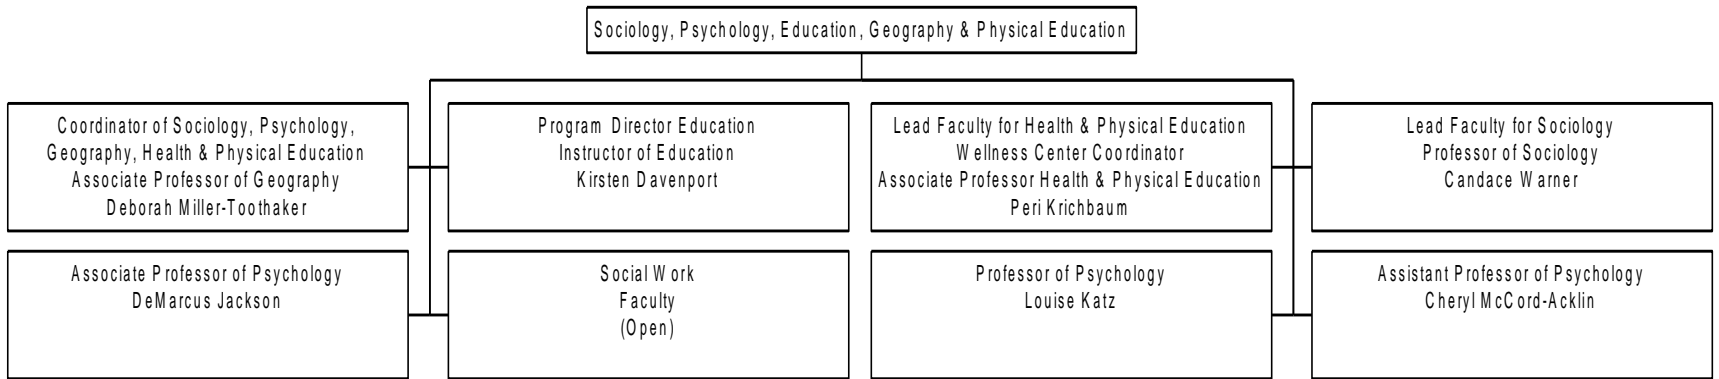 Sociology, Psychology, Education, Geography & Physical Education
Coordinator of Sociology, Psychology,
Geography, Health & Physical Education
Associate Professor of Geography
Deborah Miller-Toothaker
Program Director Education
Instructor of Education
Kirsten Davenport
Lead Faculty for Health & Physical Education
Wellness Center Coordinator
Associate Professor Health & Physical Education
Peri Krichbaum
Lead Faculty for Sociology
Professor of Sociology
Candace Warner
Associate Professor of Psychology
DeMarcus Jackson
Social Work
Faculty
(Open)
Professor of Psychology
Louise Katz
Assistant Professor of Psychology
Cheryl McCord-Acklin